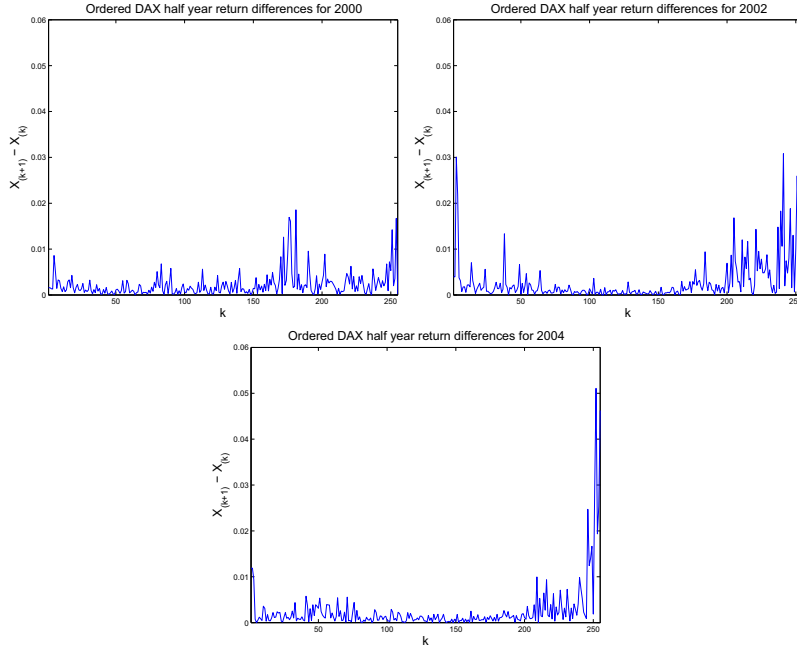 Ordered DAX half year return differences for 2000
0.06
0.05
0.04
0.03
0.02
0.01
0
X(k+1) − X(k)
50 100 150 200 250
k
Ordered DAX half year return differences for 2002
0.06
0.05
0.04
0.03
0.02
0.01
0
X(k+1) − X(k)
50 100 150 200 250
k
Ordered DAX half year return differences for 2004
0.06
0.05
0.04
0.03
0.02
0.01
0
X(k+1) − X(k)
50 100 150 200 250
k